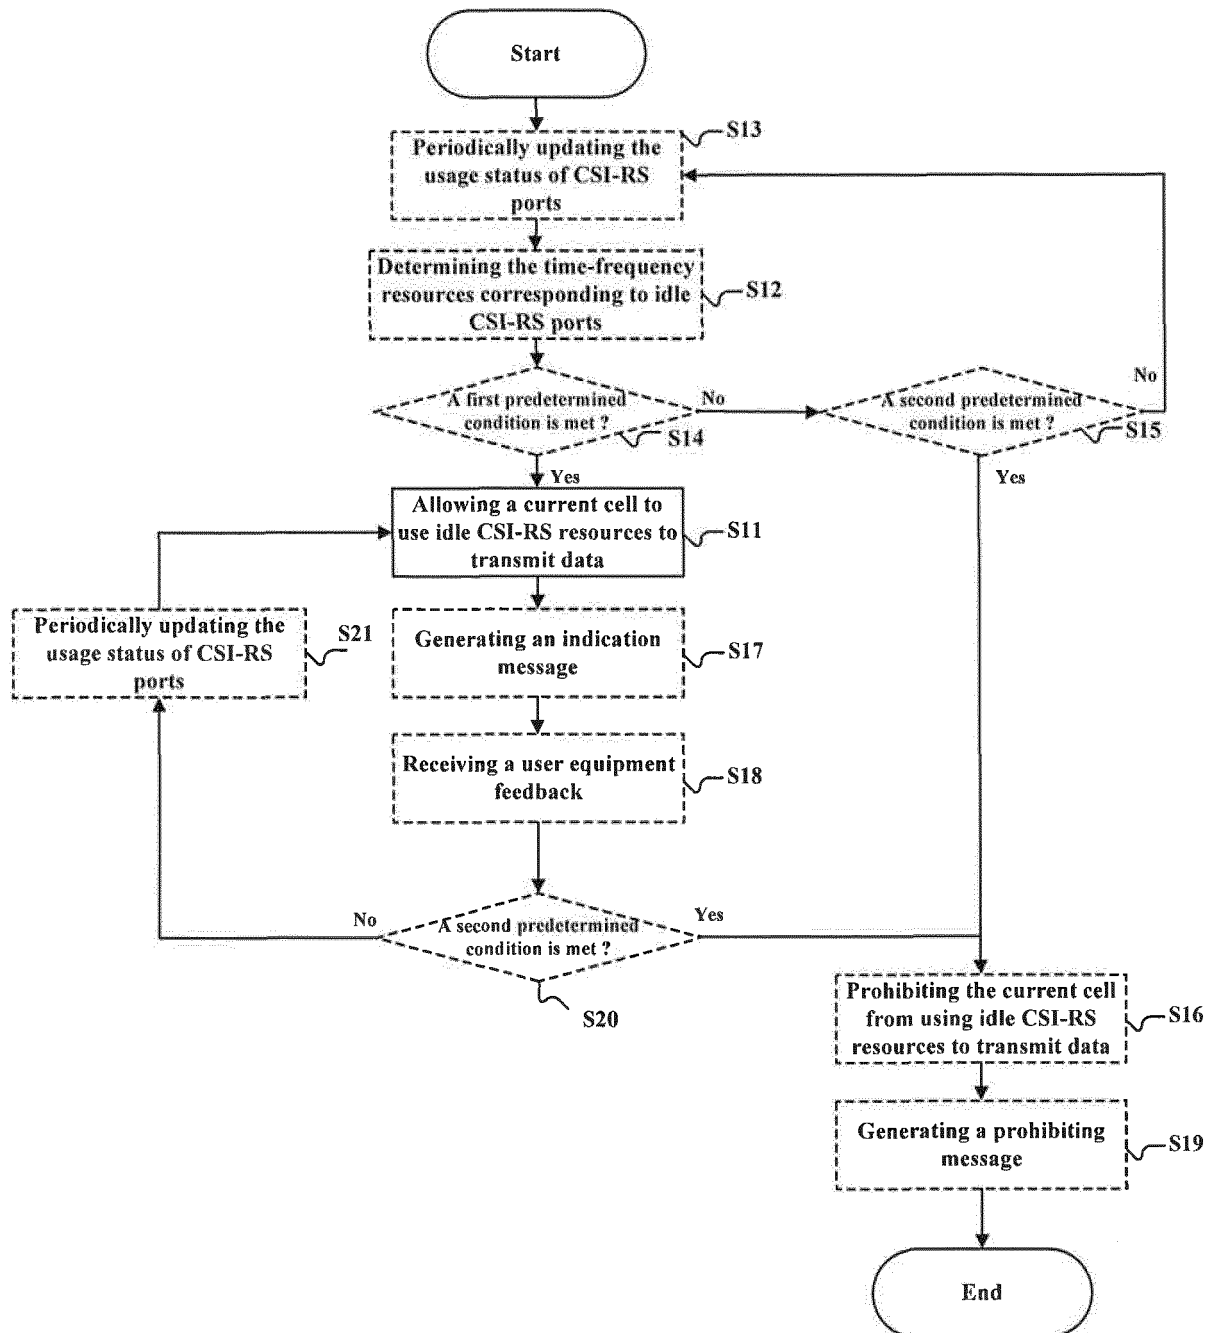 Start
S13
Periodically updating the
usage status of CSI-RS
ports
Determining the time-frequency
resources corresponding to idle
CSI-RS ports
S12
A first predetermined
condition is met ?
No
S14
A second predetermined
condition is met ?
No
S15
Yes
Yes
Allowing a current cell to
use idle CSI-RS resources to
transmit data
S11
Periodically updating the
usage status of CSI-RS
ports
S21
Generating an indication
message
S17
Receiving a user equipment
feedback
S18
No
A second predetermined
condition is met ?
Yes
S20
Prohibiting the current cell
from using idle CSI-RS
resources to transmit data
S16
Generating a prohibiting
message
S19
End